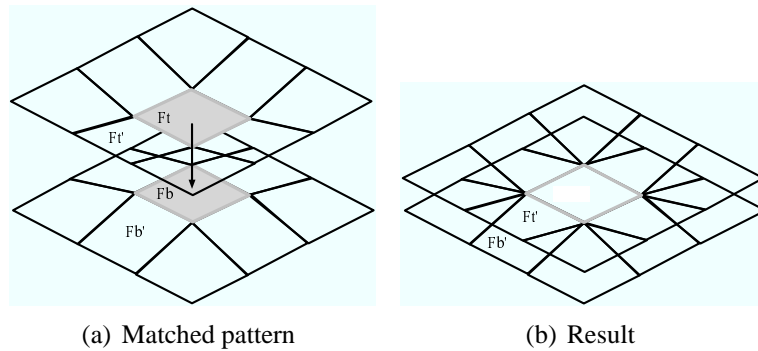 Ft
Ft'
Fb
Fb'
Ft'
Fb'
(a) Matched pattern
(b) Result